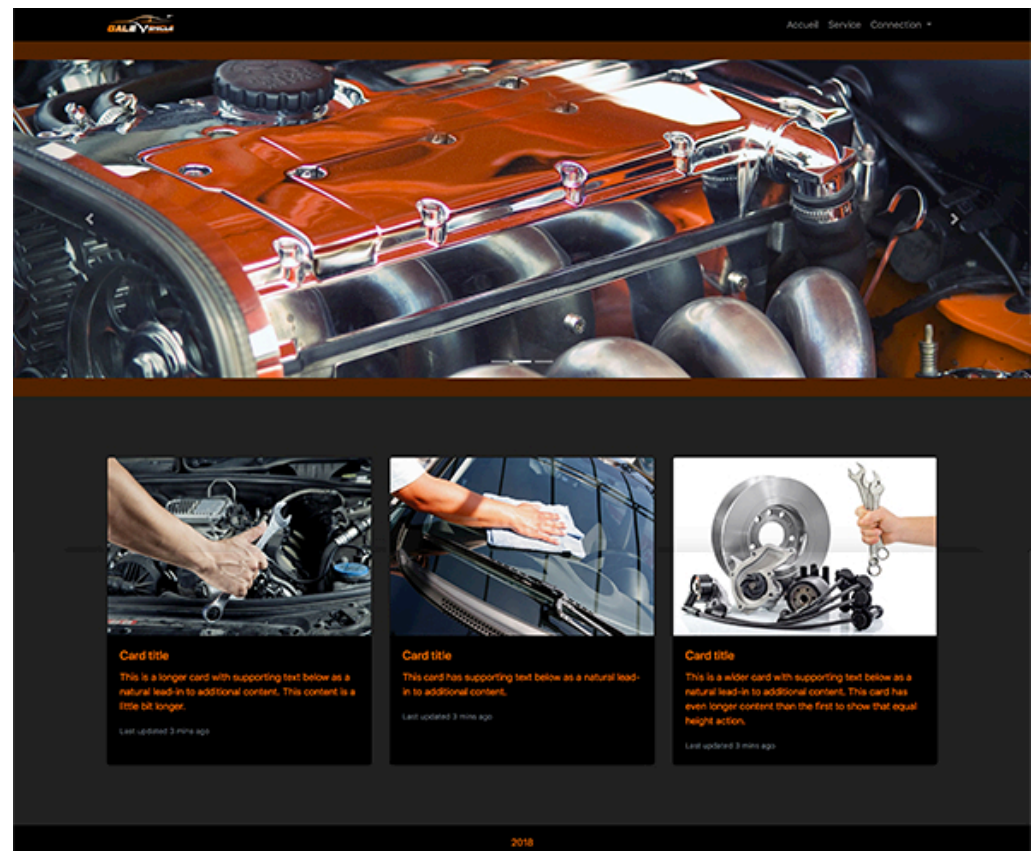 GALE VEHICLE
Accueil Service Connection
Card title
This is a longer card with supporting text below as a
natural lead-in to additional content. This content is a
little bit longer.
Last updated 3 mins ago
Card title
This card has supporting text below as a natural lead-
in to additional content.
Last updated 3 mins ago
Card title
This is a wider card with supporting text below as a
natural lead-in to additional content. This card has
even longer content than the first to show that equal
height action.
Last updated 3 mins ago
2018